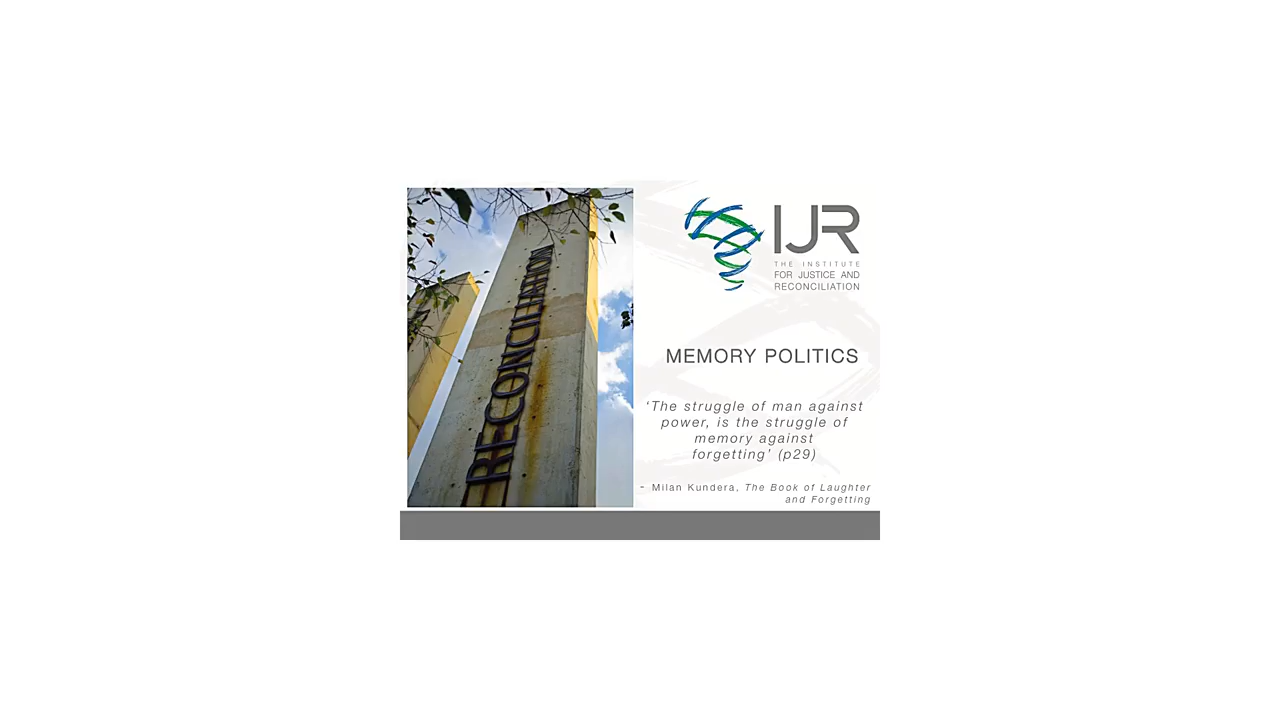 RECONCILIATION
IJR
THE INSTITUTE
FOR JUSTICE AND
RECONCILIATION
MEMORY POLITICS
‘The struggle of man against
power, is the struggle of
memory against
forgetting’ (p29)
- Milan Kundera, The Book of Laughter
and Forgetting